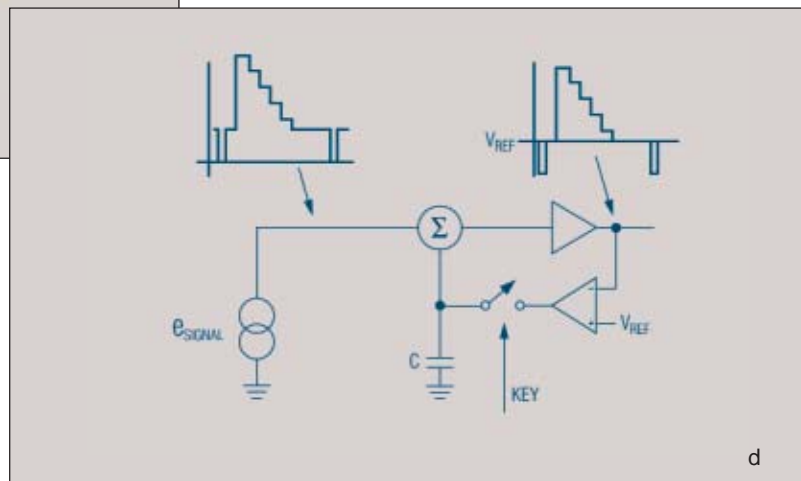 V_REF
Σ
e_SIGNAL
V_REF
C
KEY
d